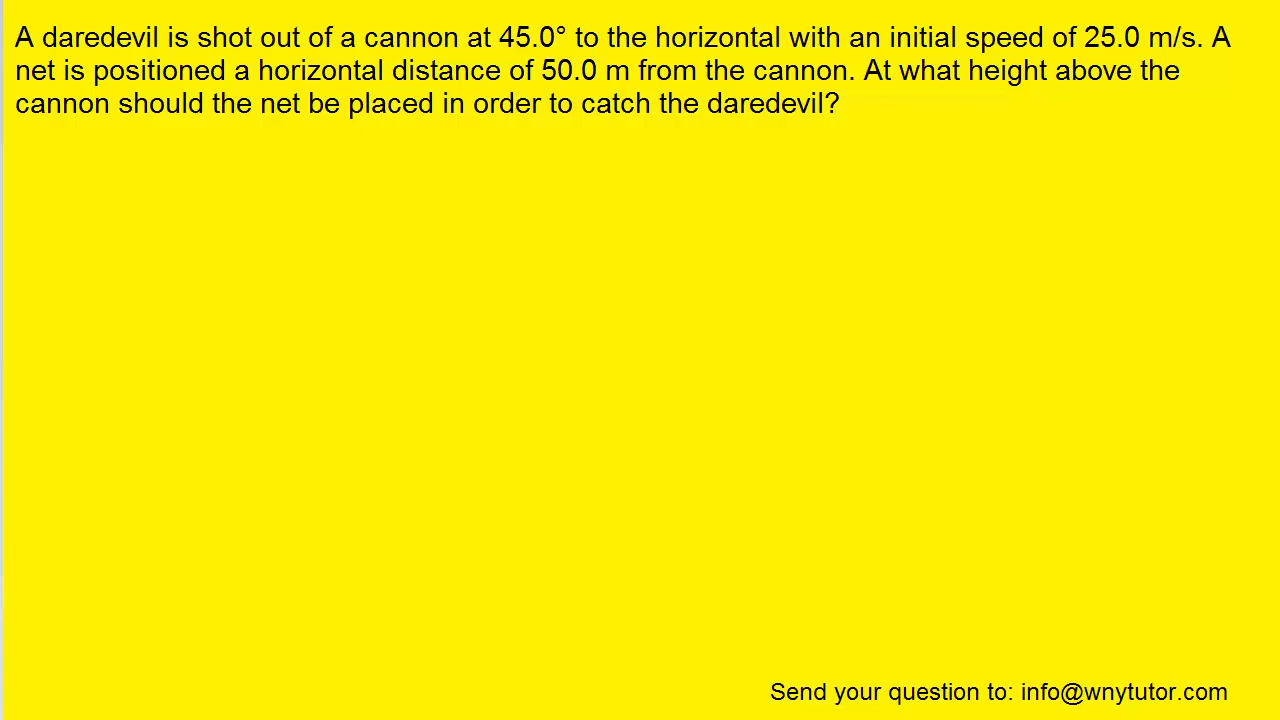 A daredevil is shot out of a cannon at 45.0° to the horizontal with an initial speed of 25.0 m/s. A
net is positioned a horizontal distance of 50.0 m from the cannon. At what height above the
cannon should the net be placed in order to catch the daredevil?
Send your question to: info@wnytutor.com